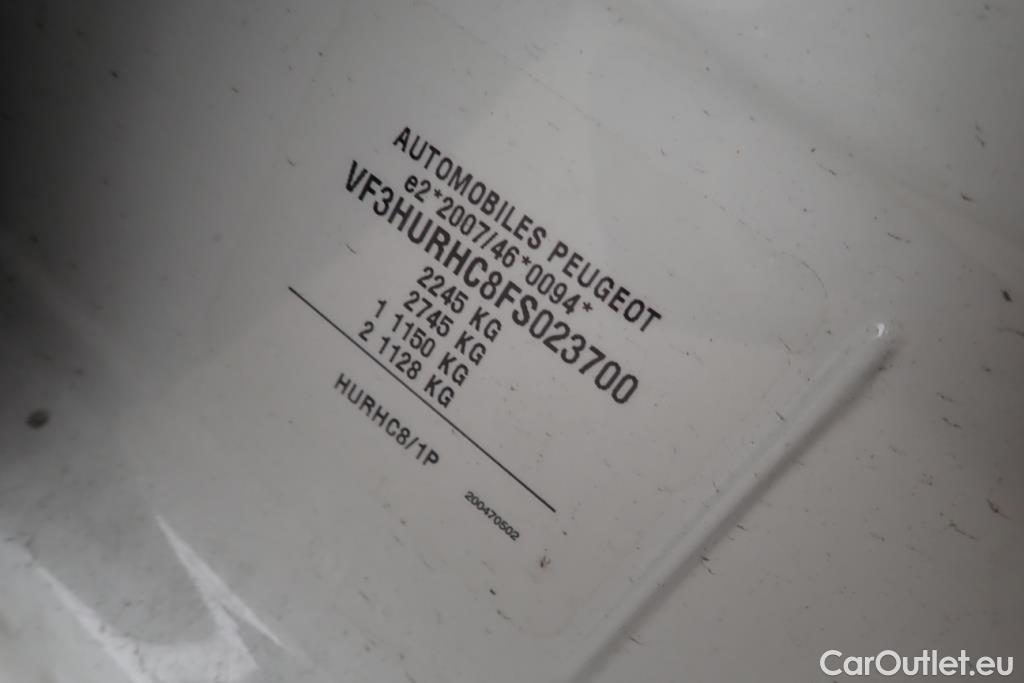 AUTOMOBILES PEUGEOT
e2*2007/46*0094*
VF3HURHC8FS023700
2245 KG
2745 KG
1 1150 KG
2 1128 KG
HURHC8/1P
200470502
CarOutlet.eu